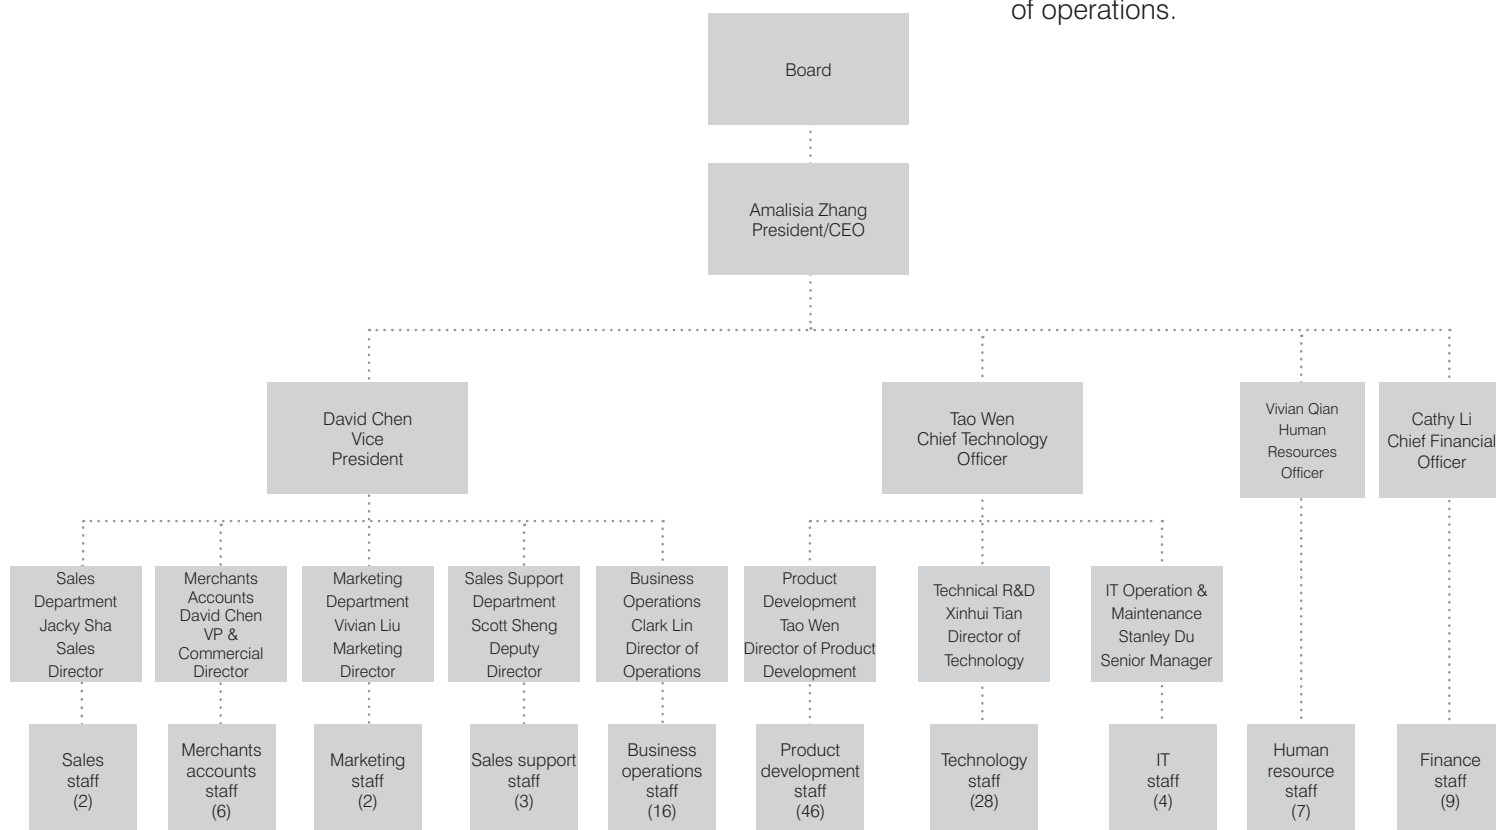 of operations.
Board
Amalisia Zhang
President/CEO
David Chen
Vice
President
Tao Wen
Chief Technology
Officer
Vivian Qian
Human
Resources
Officer
Cathy Li
Chief Financial
Officer
Sales
Department
Jacky Sha
Sales
Director
Merchants
Accounts
David Chen
VP &
Commercial
Director
Marketing
Department
Vivian Liu
Marketing
Director
Sales Support
Department
Scott Sheng
Deputy
Director
Business
Operations
Clark Lin
Director of
Operations
Product
Development
Tao Wen
Director of Product
Development
Technical R&D
Xinhui Tian
Director of
Technology
IT Operation &
Maintenance
Stanley Du
Senior Manager
Sales
staff
(2)
Merchants
accounts
staff
(6)
Marketing
staff
(2)
Sales support
staff
(3)
Business
operations
staff
(16)
Product
development
staff
(46)
Technology
staff
(28)
IT
staff
(4)
Human
resource
staff
(7)
Finance
staff
(9)